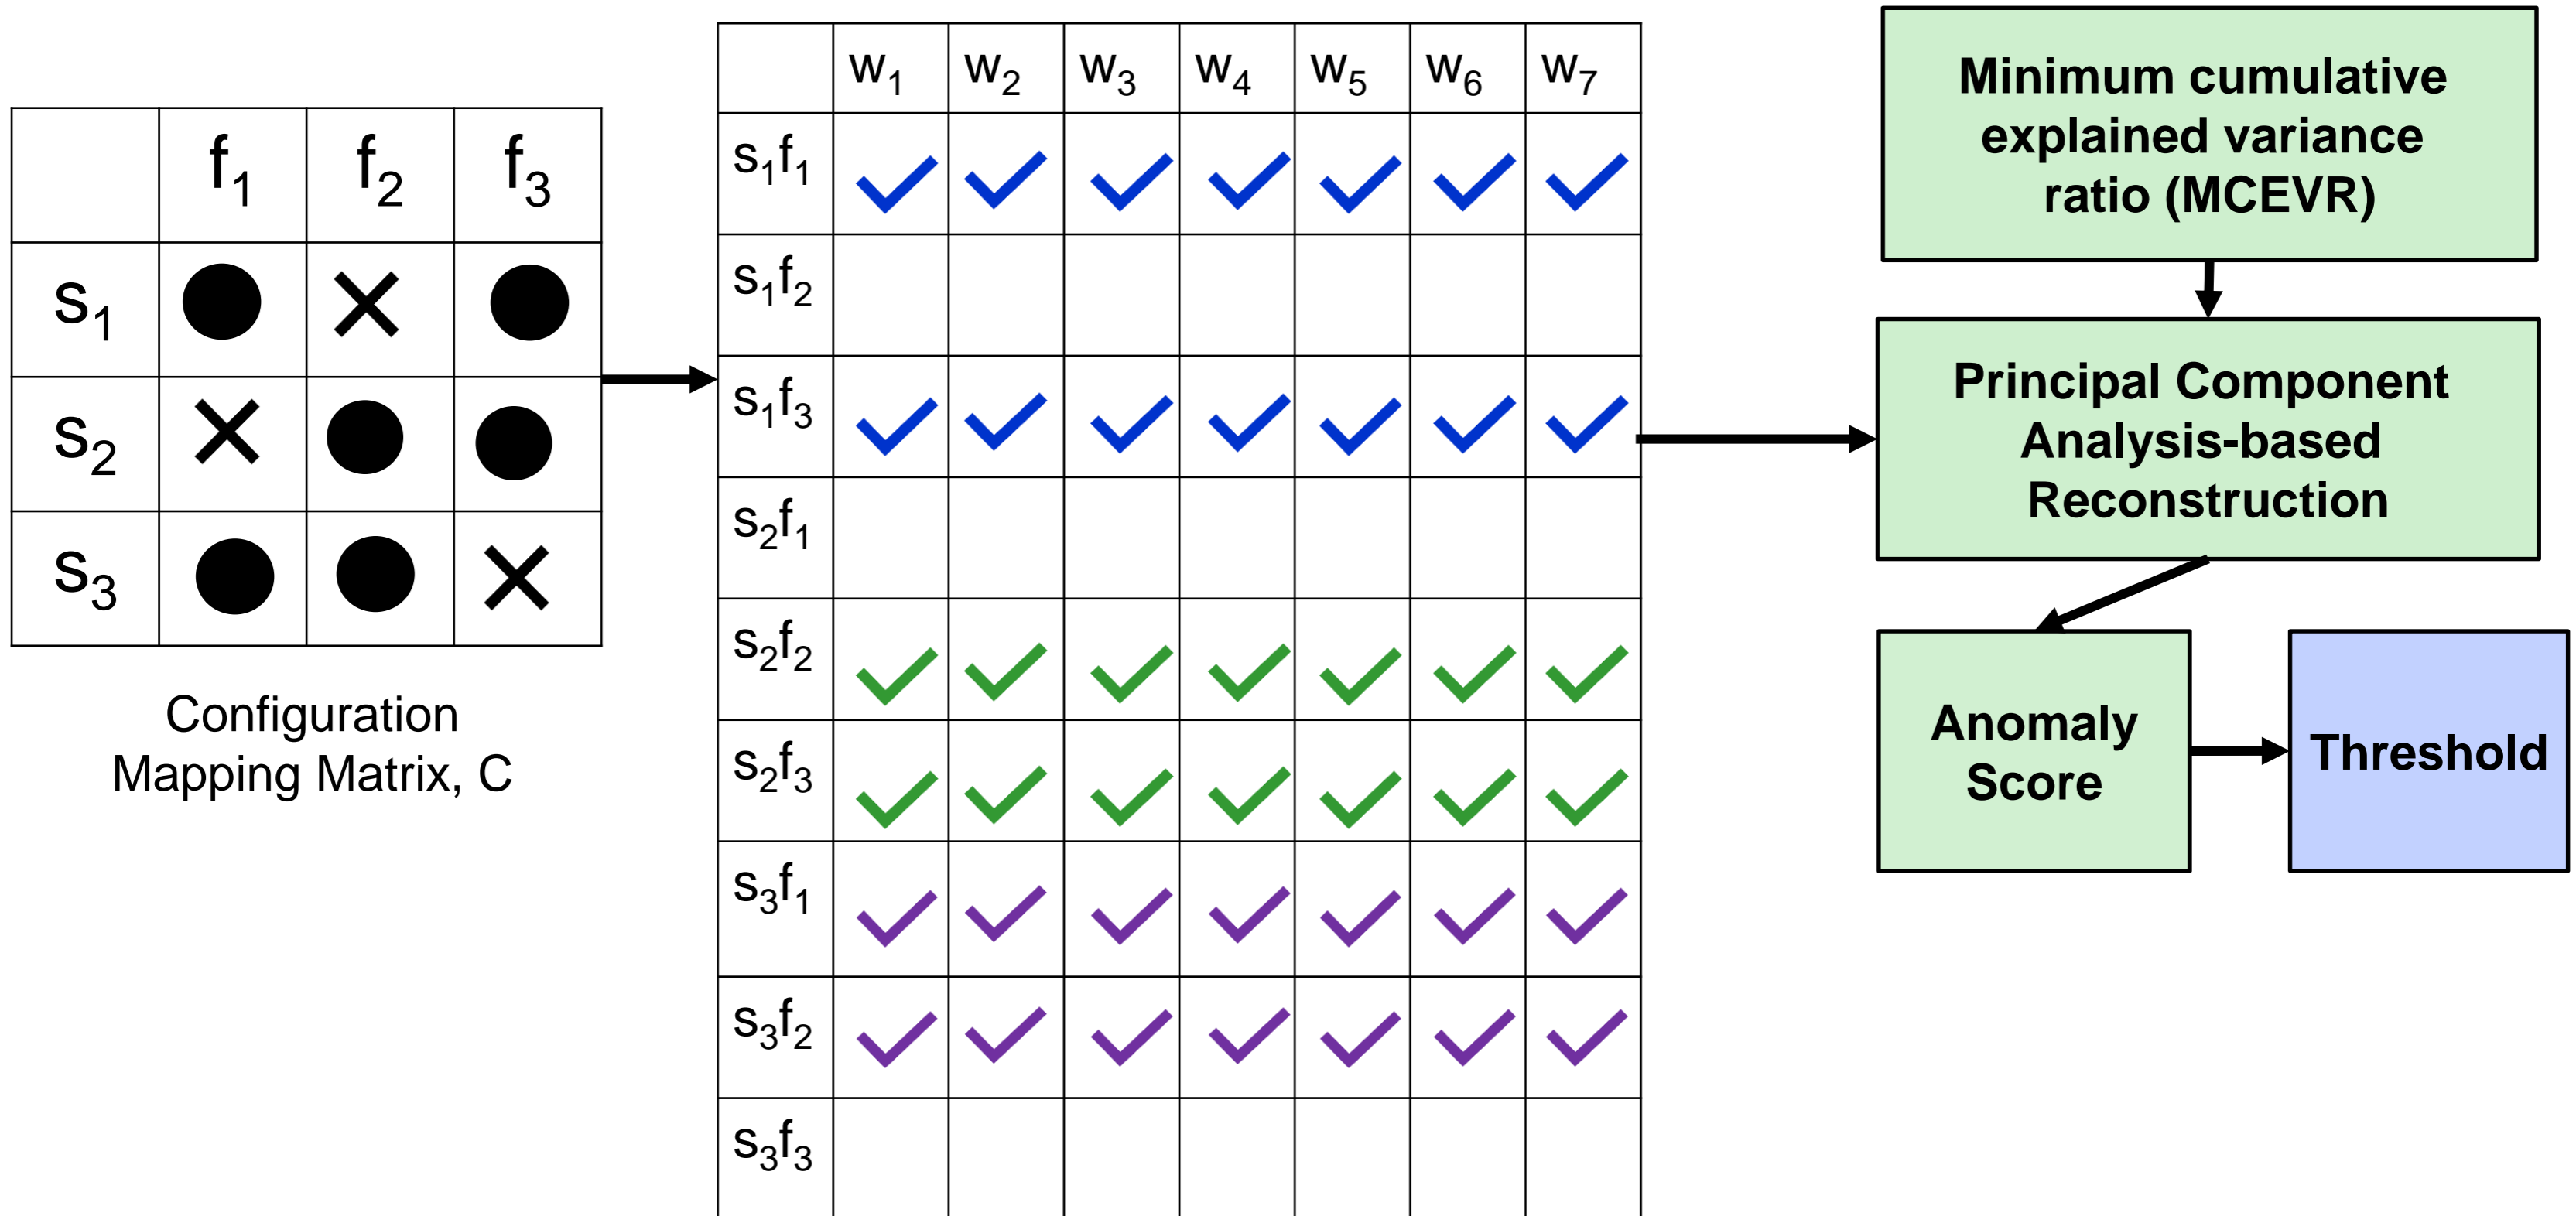 f₁ f₂ f₃
s₁
s₂
s₃
Configuration
Mapping Matrix, C
w₁ w₂ w₃ w₄ w₅ w₆ w₇
s₁f₁
s₁f₂
s₁f₃
s₂f₁
s₂f₂
s₂f₃
s₃f₁
s₃f₂
s₃f₃
Minimum cumulative
explained variance
ratio (MCEVR)
Principal Component
Analysis-based
Reconstruction
Anomaly
Score
Threshold